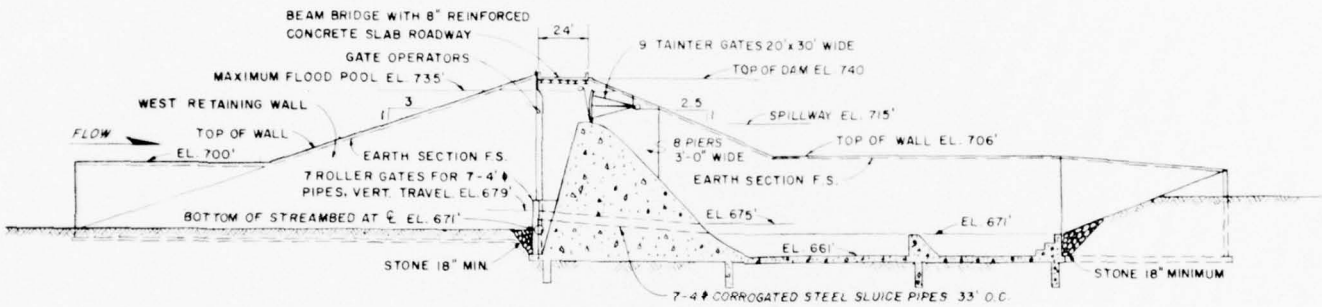 BEAM BRIDGE WITH 8" REINFORCED
CONCRETE SLAB ROADWAY
24'
GATE OPERATORS
9 TAINTER GATES 20'x30' WIDE
MAXIMUM FLOOD POOL EL. 735'
TOP OF DAM EL. 740
WEST RETAINING WALL
3
1
2.5
1
SPILLWAY EL. 715'
FLOW
TOP OF WALL
8 PIERS
3'-0" WIDE
TOP OF WALL EL. 706'
EL. 700'
EARTH SECTION F.S.
EARTH SECTION F.S.
7 ROLLER GATES FOR 7-4' ϕ
PIPES, VERT. TRAVEL EL. 679'
BOTTOM OF STREAMBED AT ℄ EL. 671'
EL. 675'
EL. 671'
EL. 661'
STONE 18" MIN.
STONE 18" MINIMUM
7-4 ϕ CORROGATED STEEL SLUICE PIPES 33' O.C.